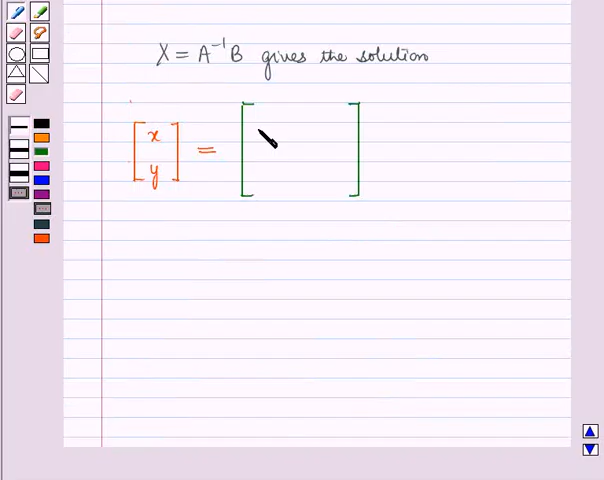 X = A⁻¹B gives the solution
[x y] = [ ]